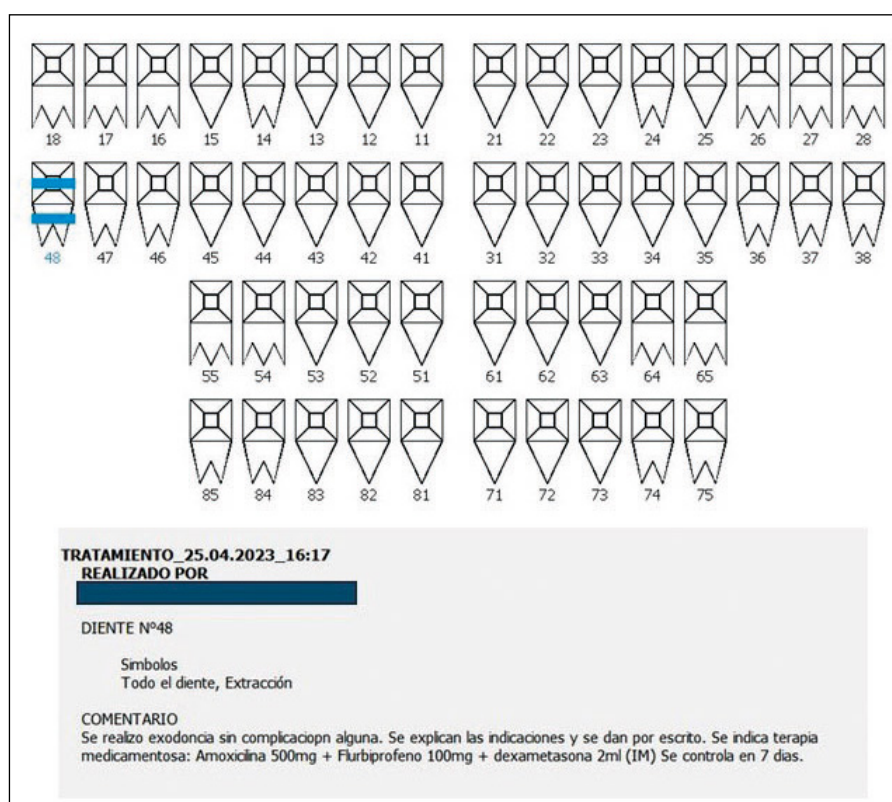 18 17 16 15 14 13 12 11 21 22 23 24 25 26 27 28
48 47 46 45 44 43 42 41 31 32 33 34 35 36 37 38
55 54 53 52 51 61 62 63 64 65
85 84 83 82 81 71 72 73 74 75
TRATAMIENTO_25.04.2023_16:17
REALIZADO POR
DIENTE Nº48
Simbolos
Todo el diente, Extracción
COMENTARIO
Se realizo exodoncia sin complicaciopn alguna. Se explican las indicaciones y se dan por escrito. Se indica terapia
medicamentosa: Amoxicilina 500mg + Flurbiprofeno 100mg + dexametasona 2ml (IM) Se controla en 7 dias.